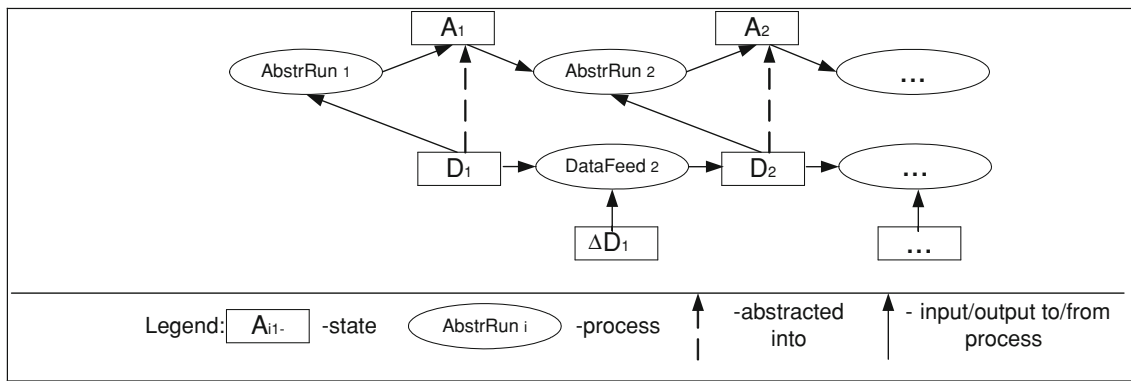 A1
A2
AbstrRun 1
AbstrRun 2
...
D1
DataFeed 2
D2
...
ΔD1
...
Legend:
Ai1-
-state
AbstrRun i
-process
-abstracted
into
- input/output to/from
process